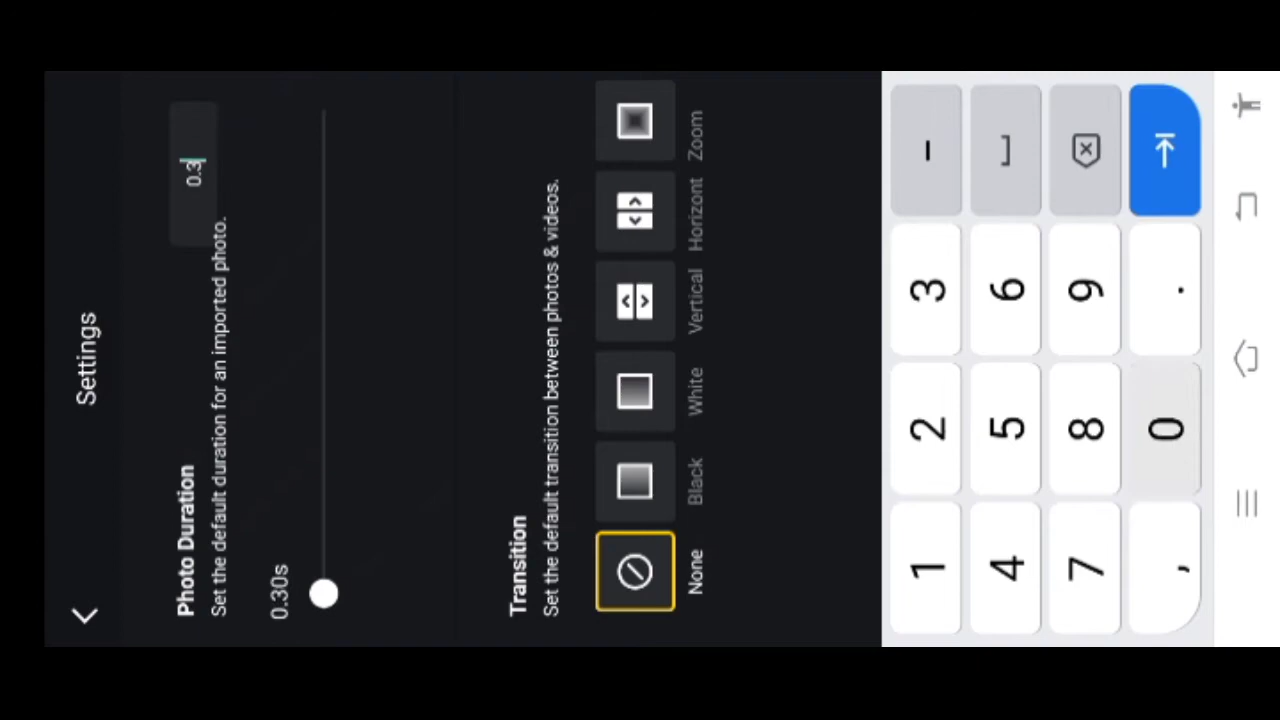 Settings
Photo Duration
0.3
Set the default duration for an imported photo.
0.30s
Transition
Set the default transition between photos & videos.
None Black White Vertical Horizont Zoom
1 2 3 -
4 5 6
7 8 9
, 0 .